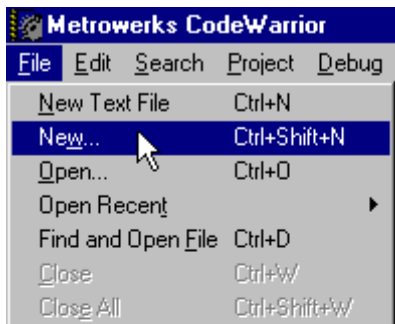 Metrowerks CodeWarrior
File Edit Search Project Debug
New Text File Ctrl+N
New... Ctrl+Shift+N
Open... Ctrl+O
Open Recent
Find and Open File Ctrl+D
Close Ctrl+W
Close All Ctrl+Shift+W